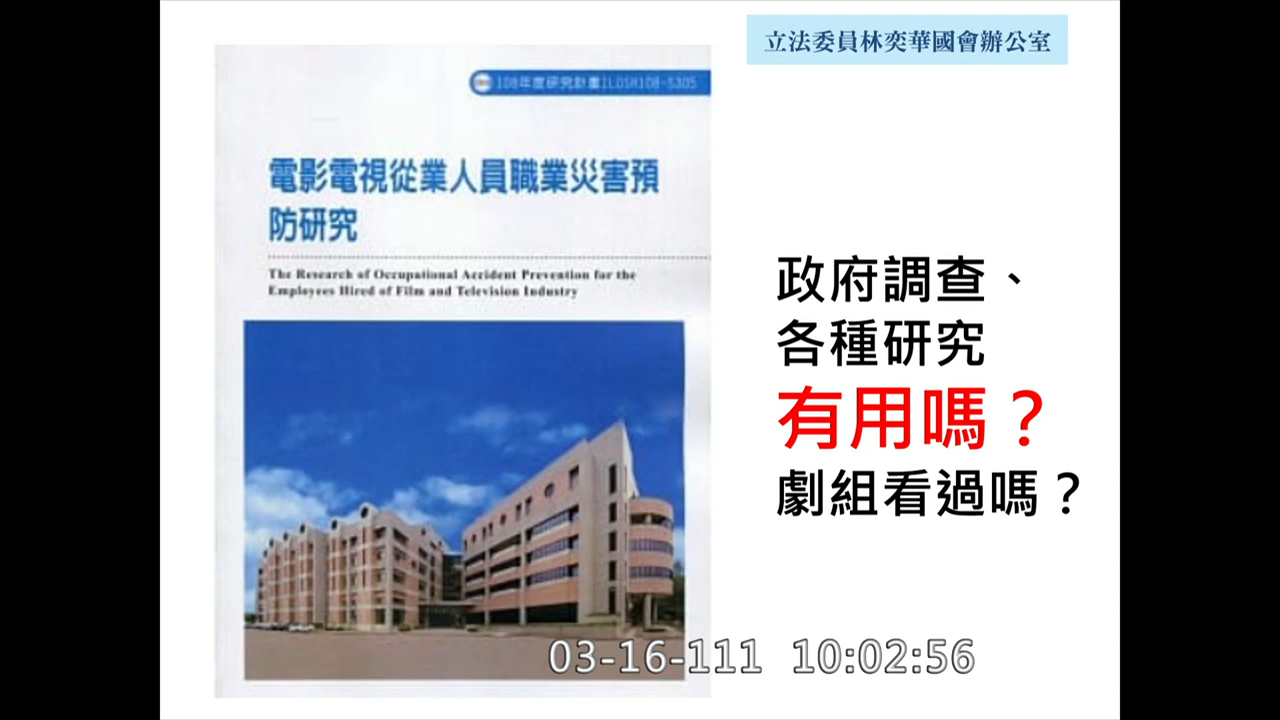 立法委員林奕華國會辦公室
108年度研究計畫ILOSH108-S305
電影電視從業人員職業災害預
防研究
The Research of Occupational Accident Prevention for the
Employees Hired of Film and Television Industry
政府調查、
各種研究
有用嗎？
劇組看過嗎？
03-16-111 10:02:56